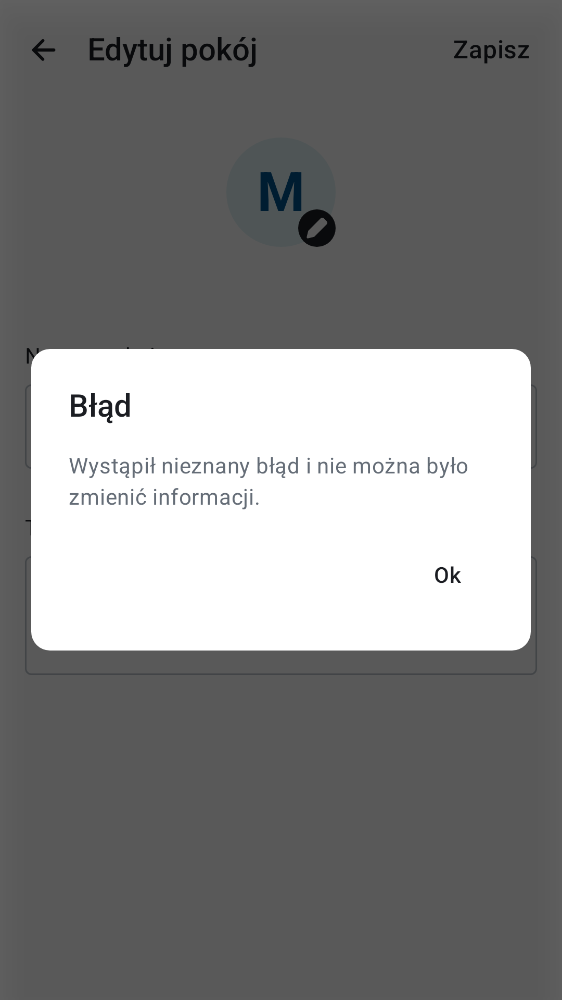 Edytuj pokój
Zapisz
M
Błąd
Wystąpił nieznany błąd i nie można było
zmienić informacji.
Ok